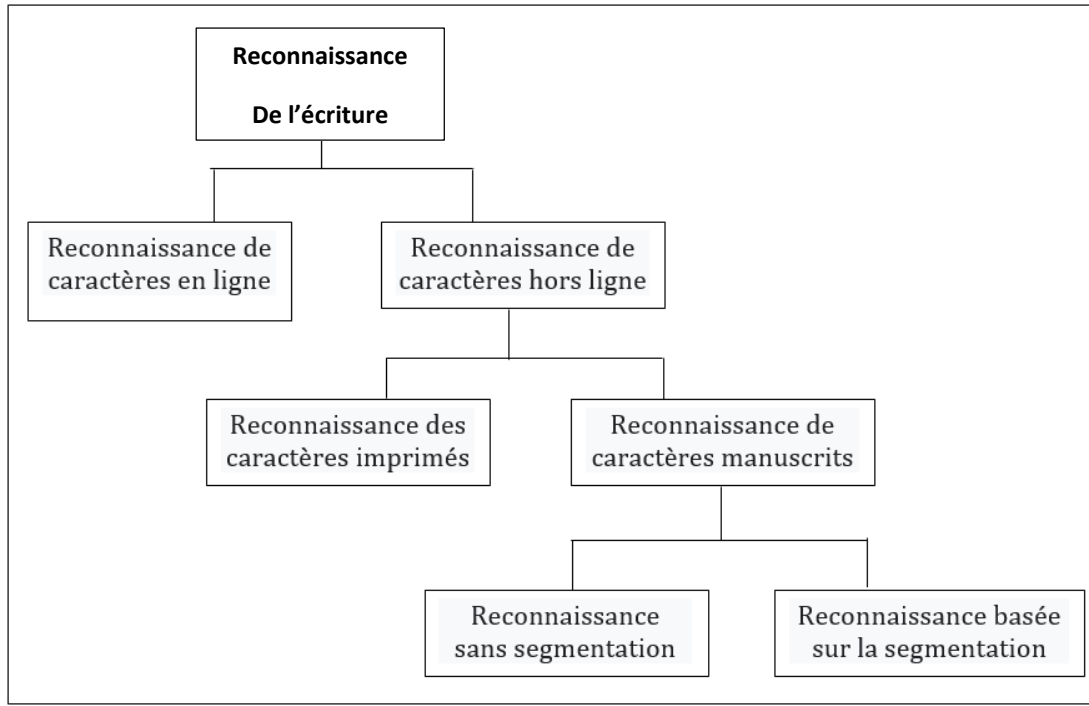 Reconnaissance
De l’écriture
Reconnaissance de
caractères en ligne
Reconnaissance de
caractères hors ligne
Reconnaissance des
caractères imprimés
Reconnaissance de
caractères manuscrits
Reconnaissance
sans segmentation
Reconnaissance basée
sur la segmentation